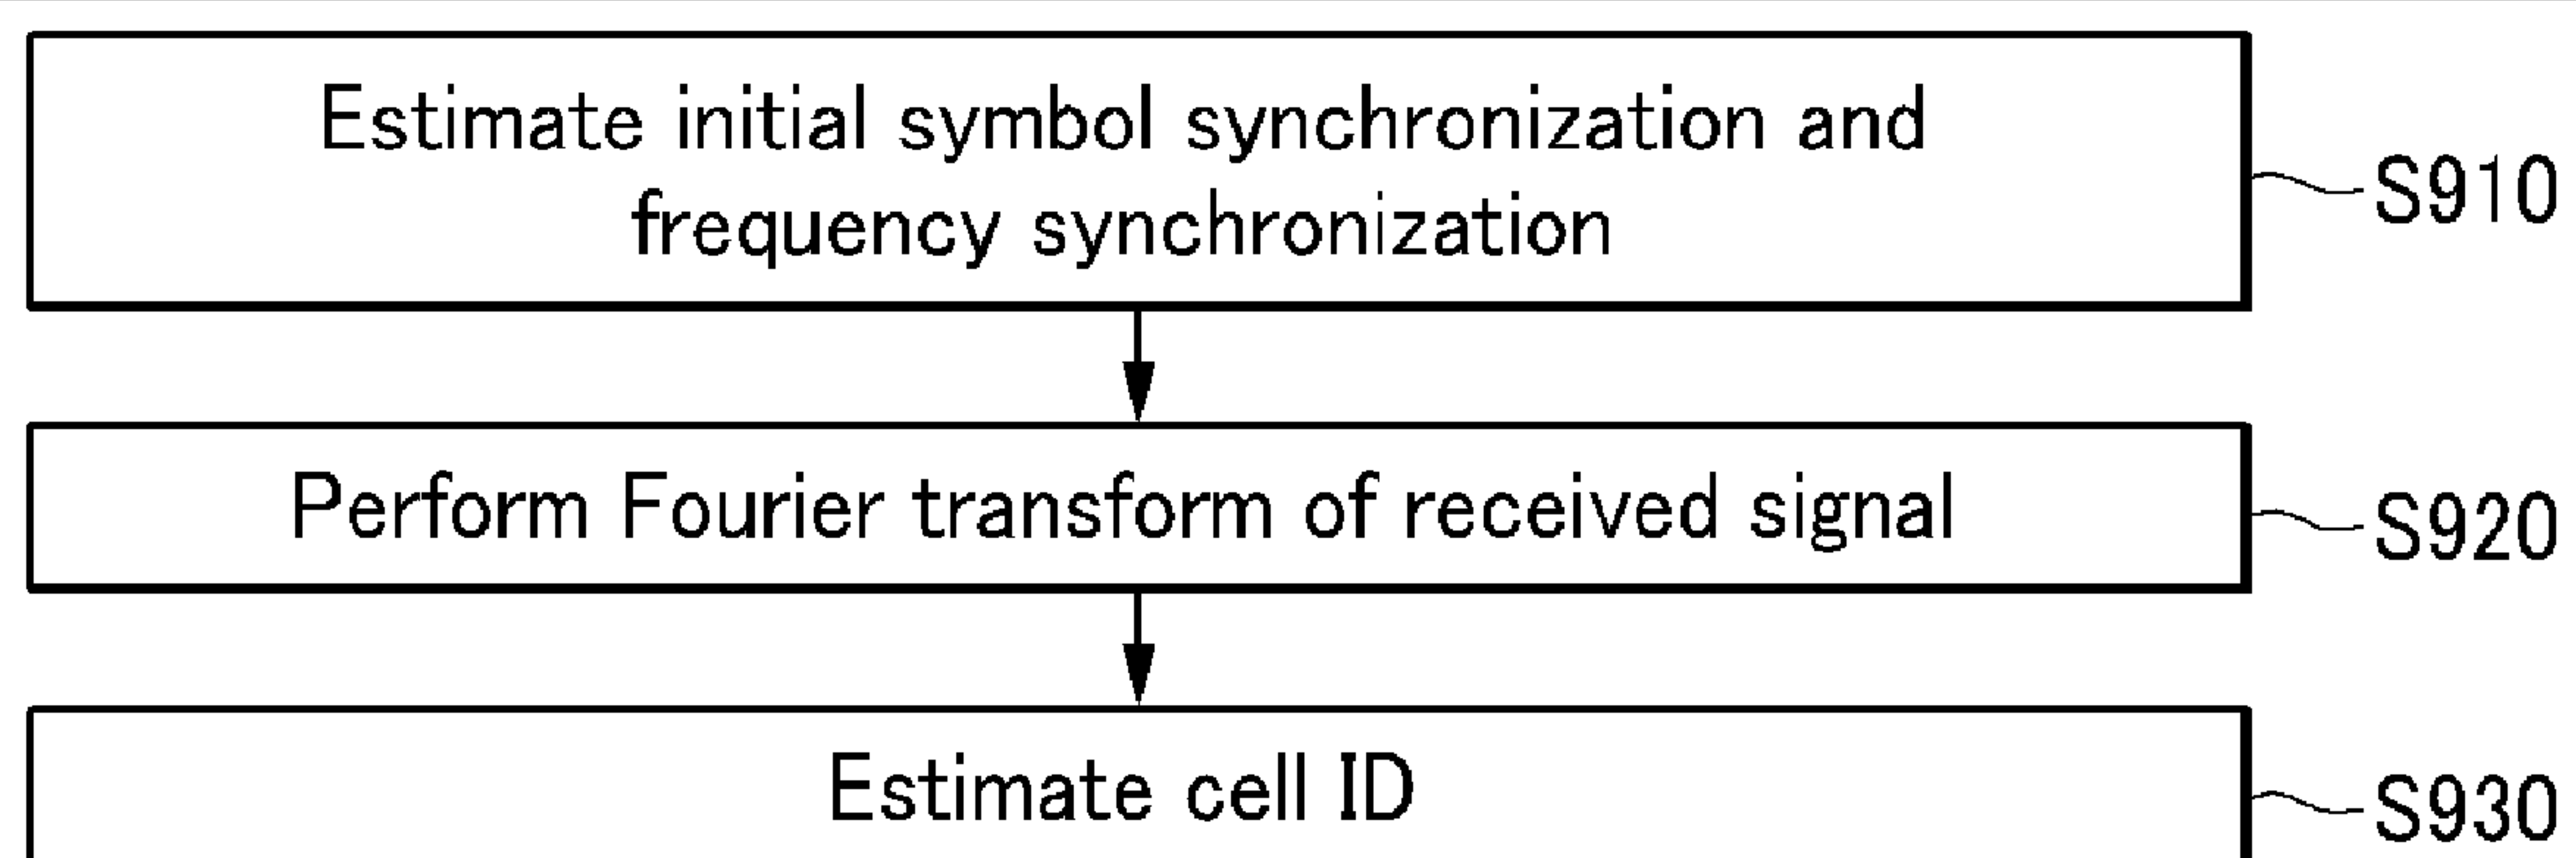 Estimate initial symbol synchronization and
frequency synchronization
S910
Perform Fourier transform of received signal
S920
Estimate cell ID
S930